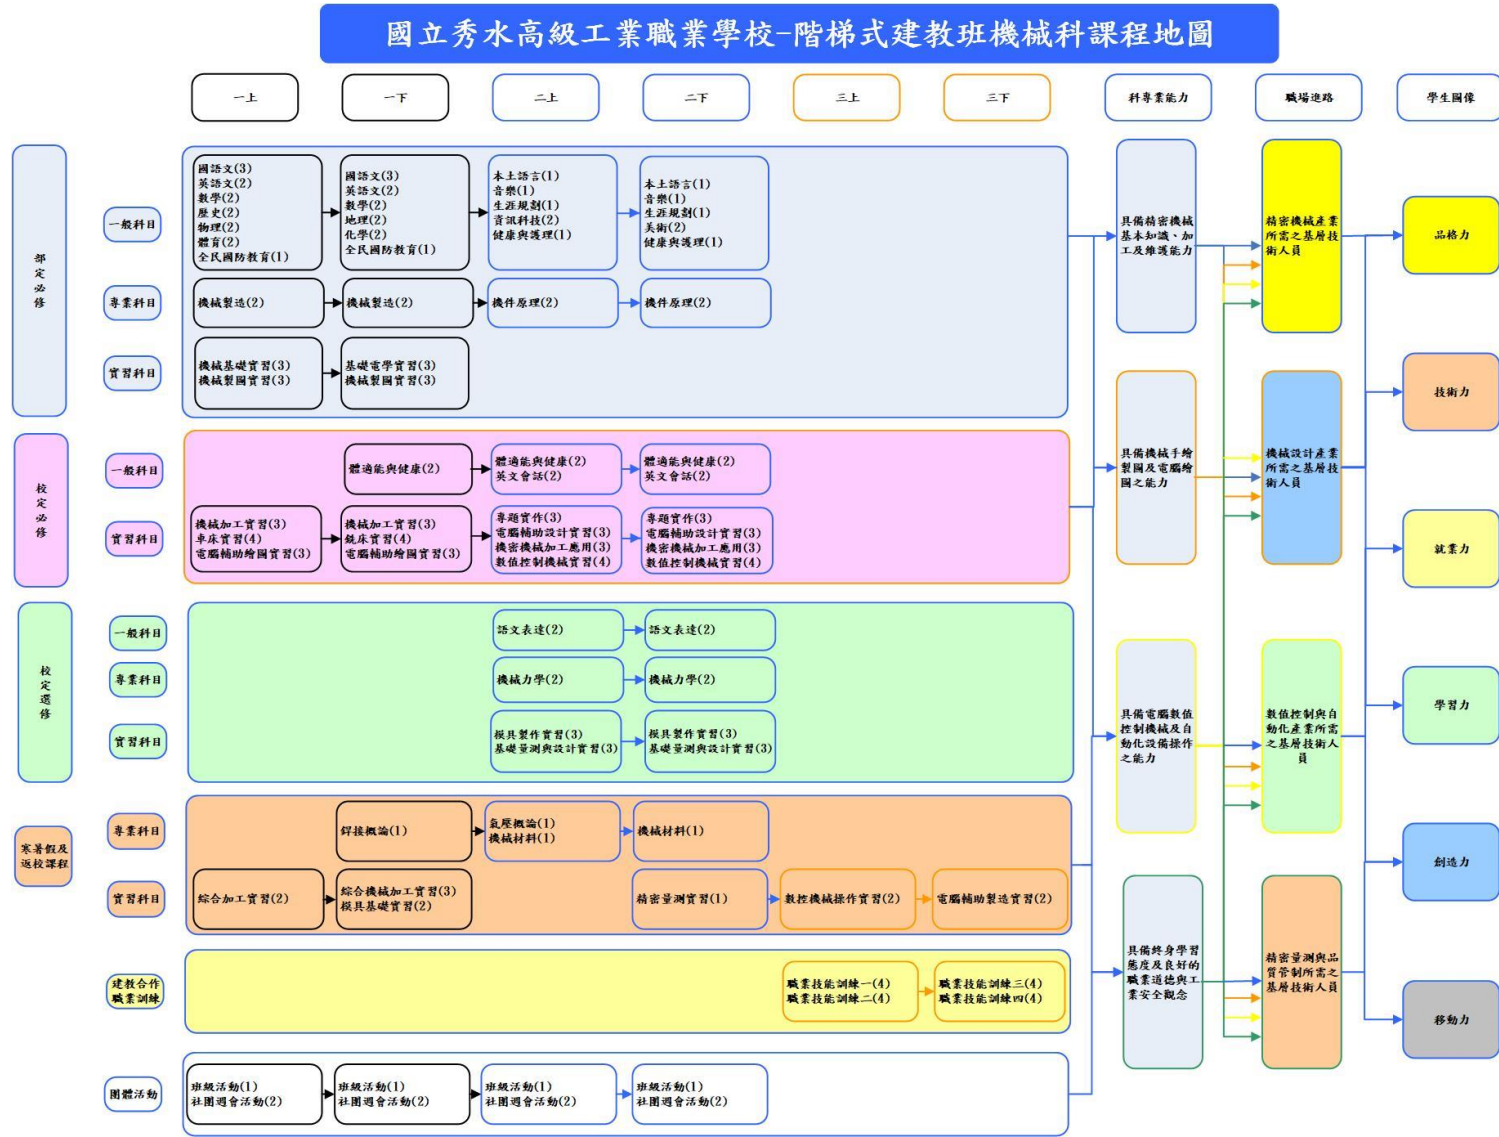 國立秀水高級工業職業學校-階梯式建教班機械科課程地圖
一上
一下
二上
二下
三上
三下
科專業能力
職場進路
學生圖像
部定必修
一般科目
國語文(3)
英語文(2)
數學(2)
歷史(2)
物理(2)
體育(2)
全民國防教育(1)
國語文(3)
英語文(2)
數學(2)
地理(2)
化學(2)
全民國防教育(1)
本土語言(1)
音樂(1)
生涯規劃(1)
資訊科技(2)
健康與護理(1)
本土語言(1)
音樂(1)
生涯規劃(1)
美術(2)
健康與護理(1)
專業科目
機械製造(2)
機械製造(2)
機件原理(2)
機件原理(2)
實習科目
機械基礎實習(3)
機械製圖實習(3)
基礎電學實習(3)
機械製圖實習(3)
校定必修
一般科目
體適能與健康(2)
體適能與健康(2)
英文會話(2)
體適能與健康(2)
英文會話(2)
實習科目
機械加工實習(3)
車床實習(4)
電腦輔助繪圖實習(3)
機械加工實習(3)
銑床實習(4)
電腦輔助繪圖實習(3)
專題實作(3)
電腦輔助設計實習(3)
機密機械加工應用(3)
數值控制機械實習(4)
專題實作(3)
電腦輔助設計實習(3)
機密機械加工應用(3)
數值控制機械實習(4)
校定選修
一般科目
語文表達(2)
語文表達(2)
專業科目
機械力學(2)
機械力學(2)
實習科目
模具製作實習(3)
基礎量測與設計實習(3)
模具製作實習(3)
基礎量測與設計實習(3)
寒暑假及
返校課程
專業科目
銲接概論(1)
氣壓概論(1)
機械材料(1)
機械材料(1)
實習科目
綜合加工實習(2)
綜合機械加工實習(3)
模具基礎實習(2)
精密量測實習(1)
數控機械操作實習(2)
電腦輔助製造實習(2)
建教合作
職業訓練
職業技能訓練一(4)
職業技能訓練二(4)
職業技能訓練三(4)
職業技能訓練四(4)
團體活動
班級活動(1)
社團週會活動(2)
班級活動(1)
社團週會活動(2)
班級活動(1)
社團週會活動(2)
班級活動(1)
社團週會活動(2)
具備精密機械
基本知識、加
工及維護能力
具備機械手繪
製圖及電腦繪
圖之能力
具備電腦數值
控制機械及自
動化設備操作
之能力
具備終身學習
態度及良好的
職業道德與工
業安全觀念
精密機械產業
所需之基層技
術人員
機械設計產業
所需之基層技
術人員
數值控制與自
動化產業所需
之基層技術人
員
精密量測與品
質管制所需之
基層技術人員
品格力
技術力
就業力
學習力
創造力
移動力